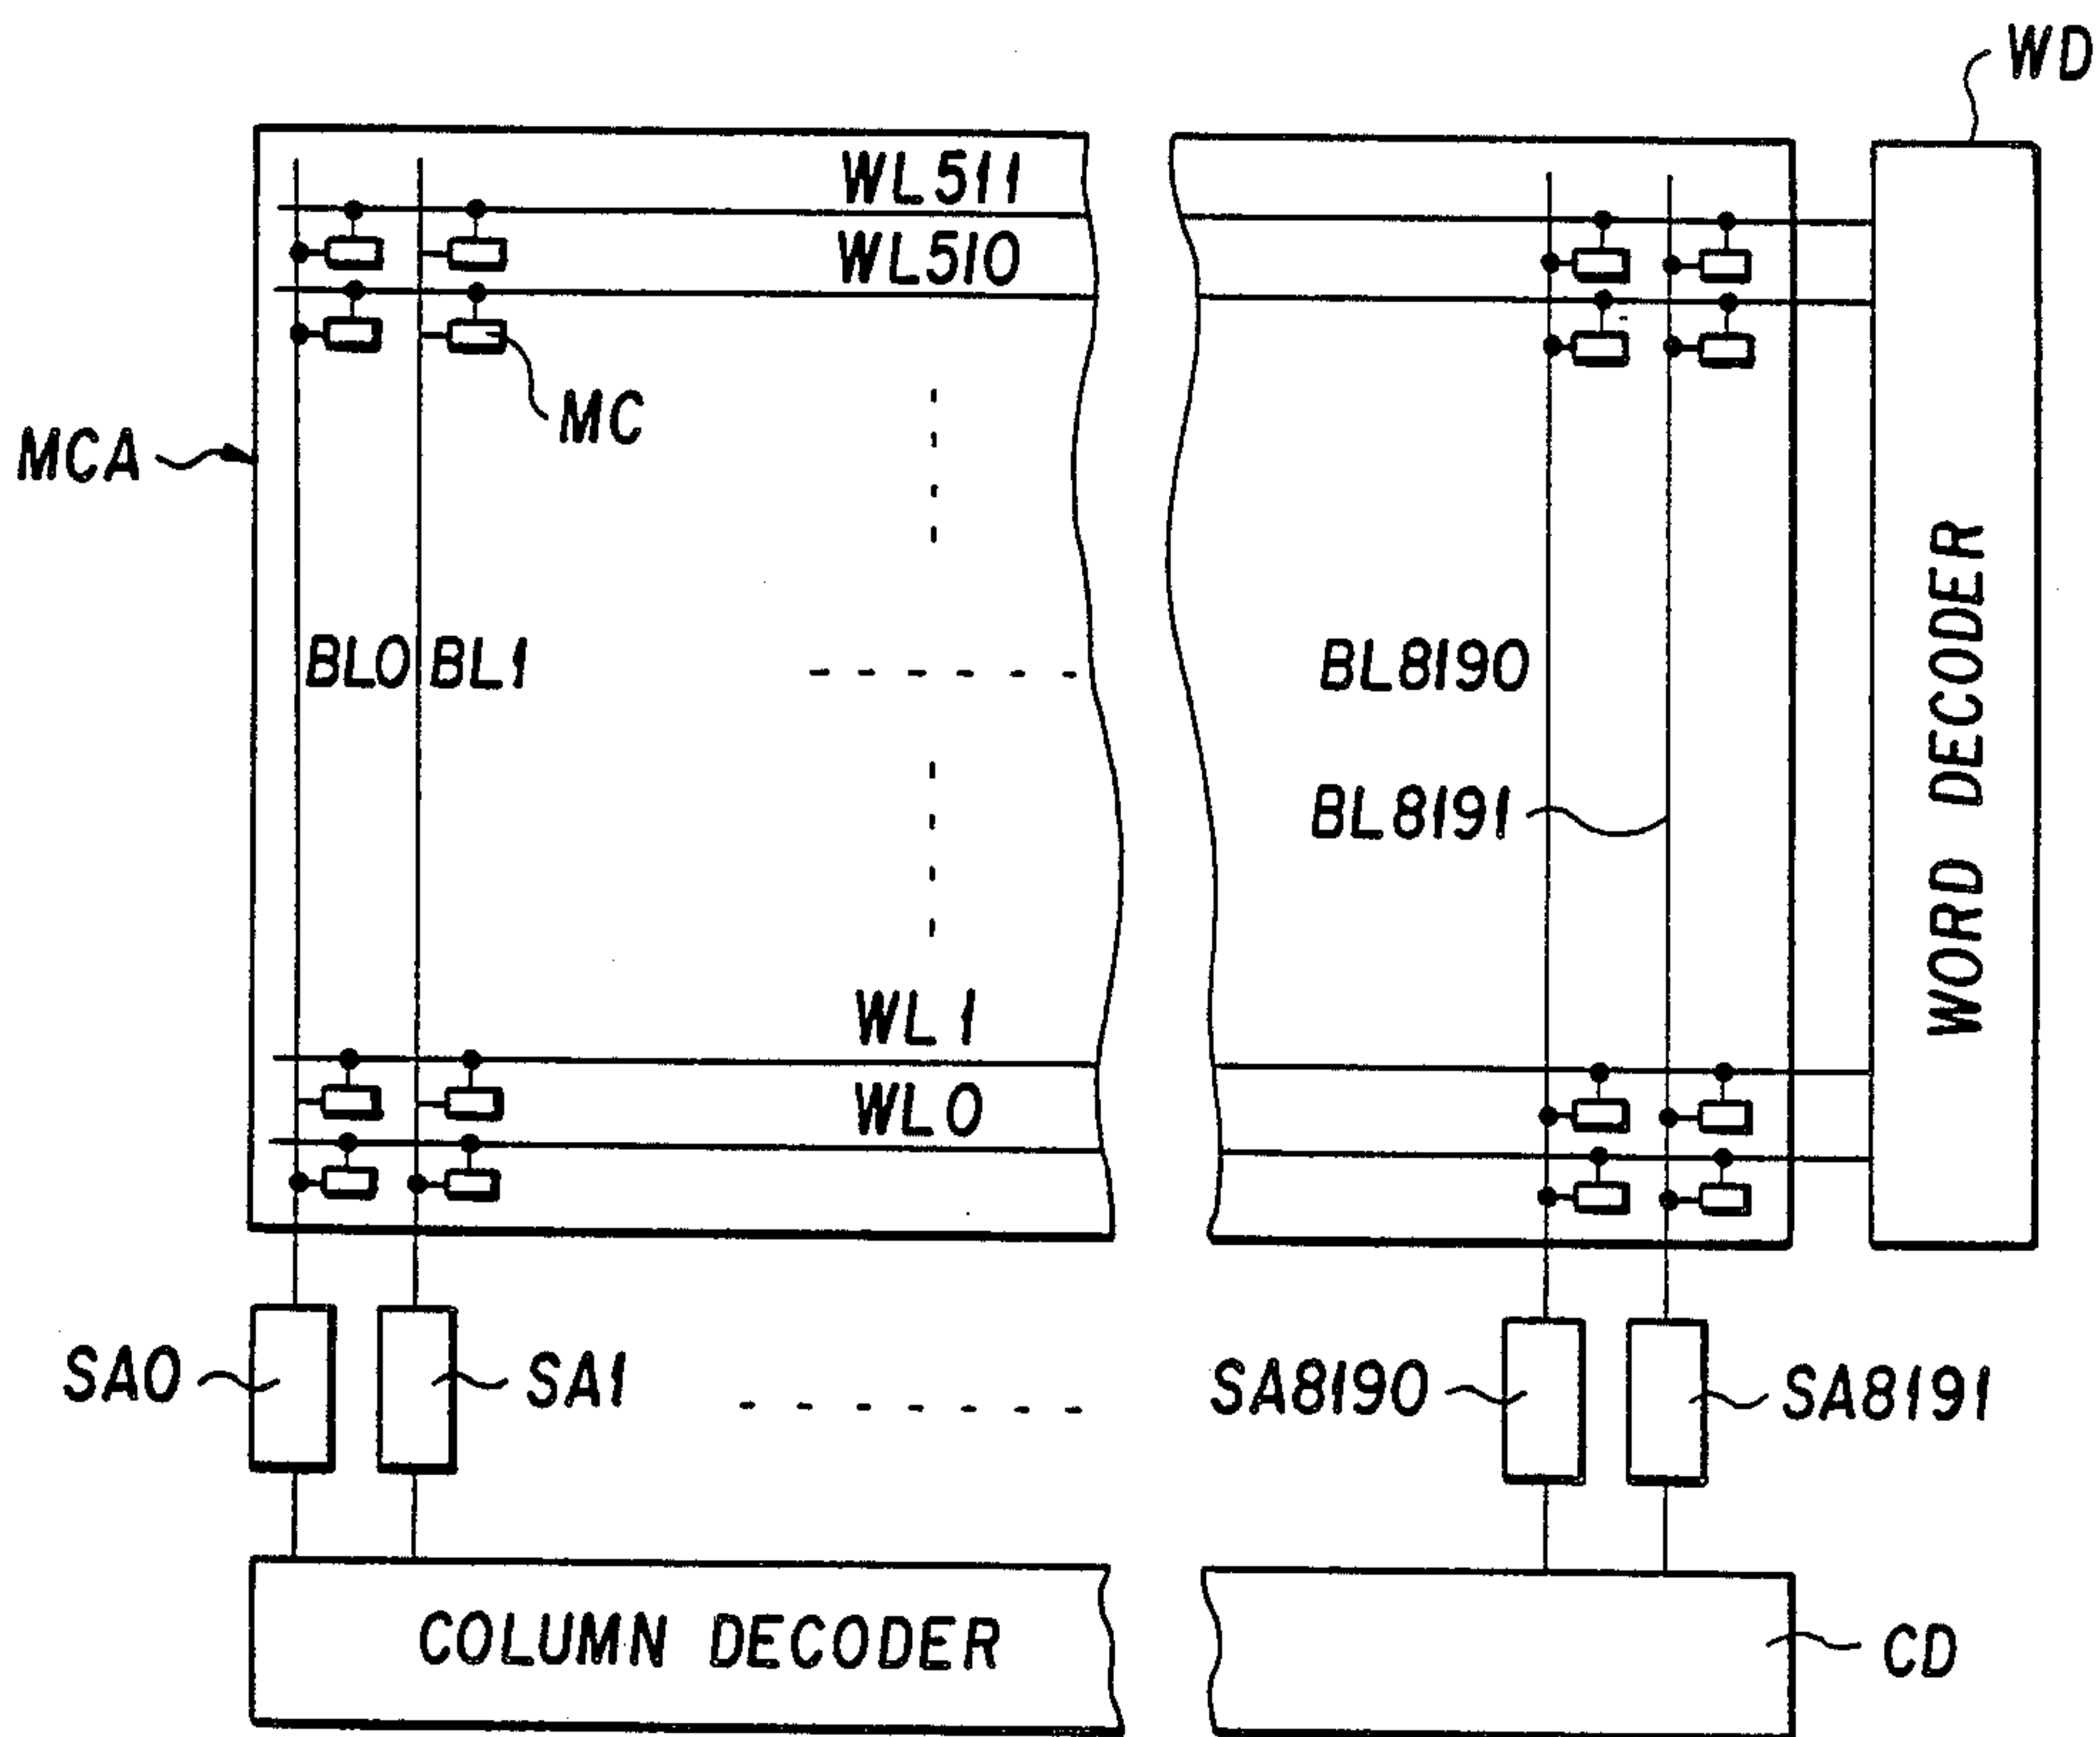 WD
WL511
WL510
MC
MCA
BL0 BL1
BL8190
BL8191
WORD DECODER
WL1
WL0
SA0
SA1
SA8190
SA8191
COLUMN DECODER
CD